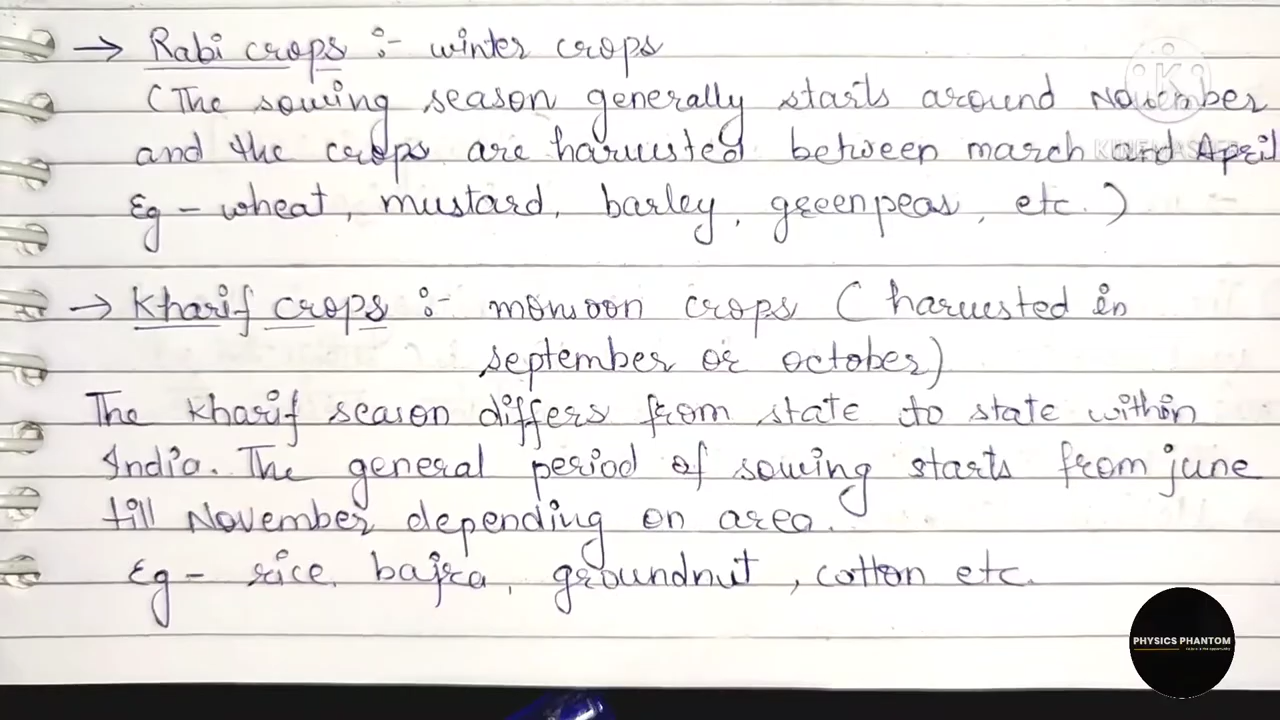 → Rabi crops :- winter crops
(The sowing season generally starts around November
and the crops are harvested between march and April
Eg - wheat, mustard, barley, greenpeas, etc.)
→ Kharif crops :- monsoon crops (harvested in
september or october)
The Kharif season differs from state to state within
India. The general period of sowing starts from june
till November depending on area.
Eg - rice, bajra, groundnut, cotton etc.
PHYSICS PHANTOM